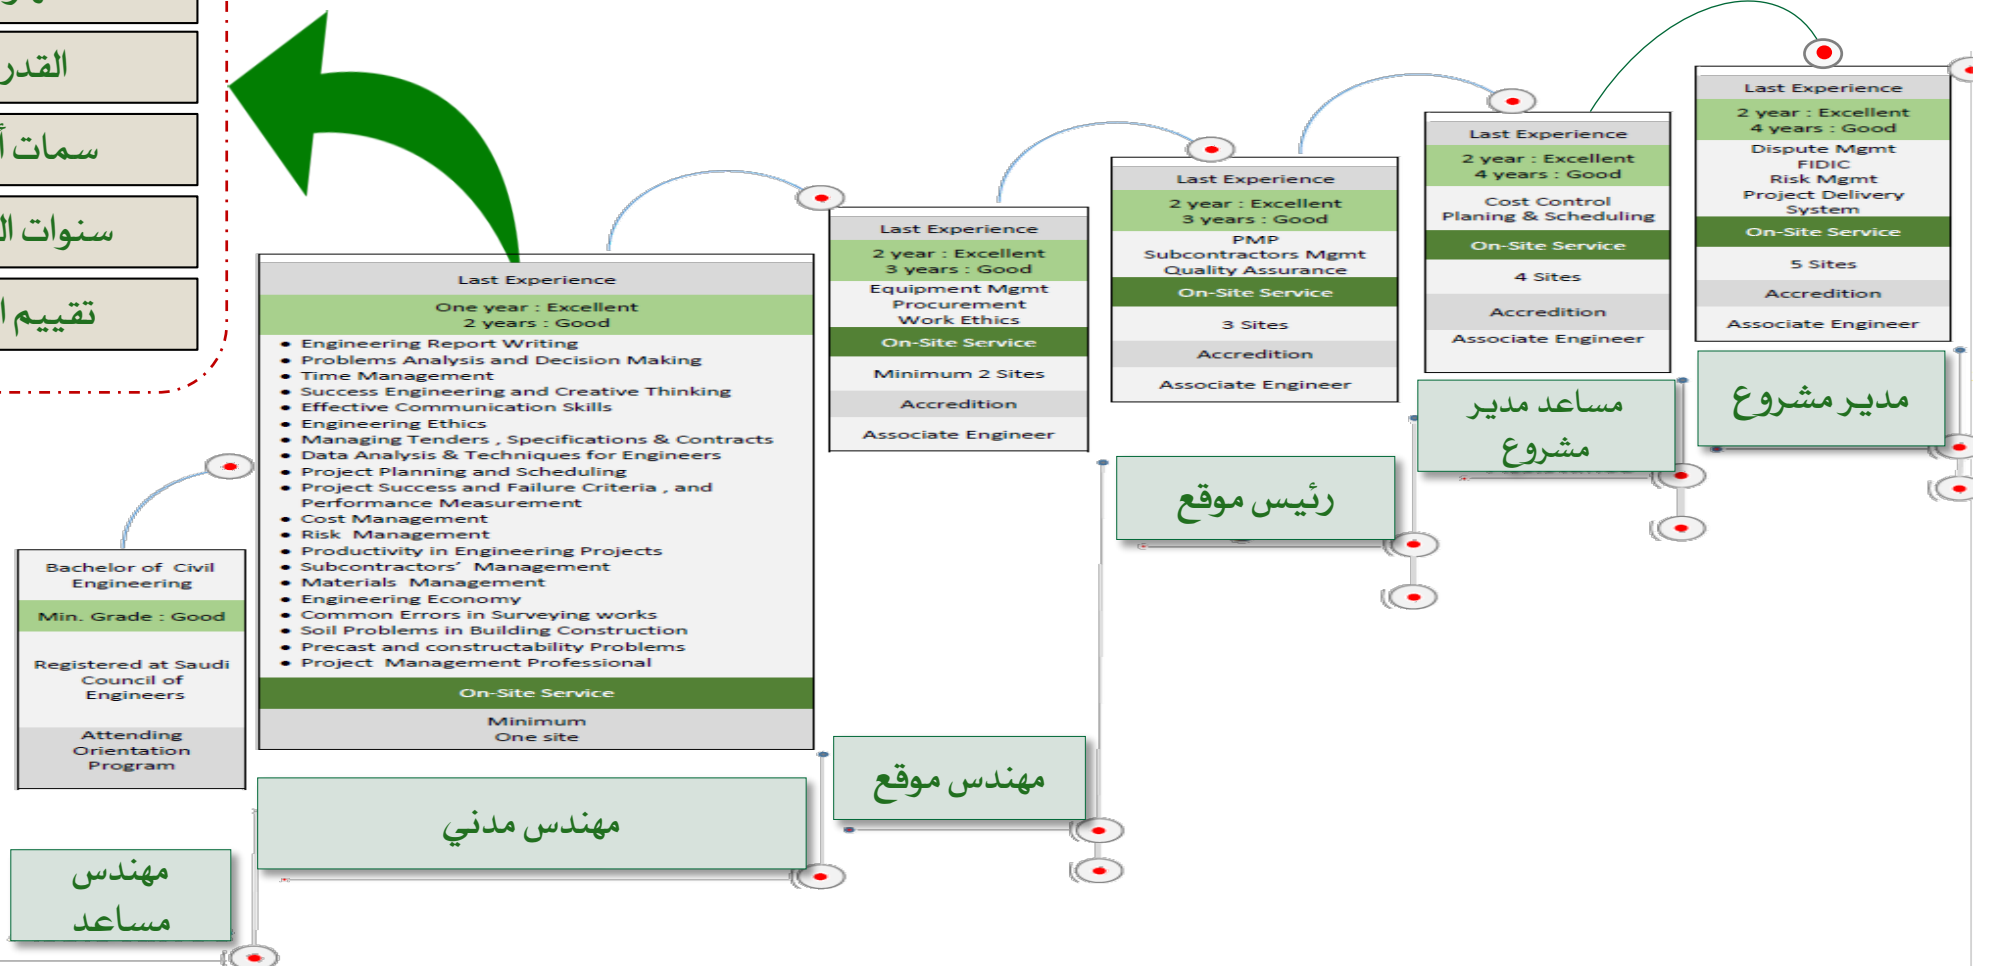 القدر
سمات أ
سنوات ال
تقييم ا
Bachelor of Civil
Engineering
Min. Grade : Good
Registered at Saudi
Council of
Engineers
Attending
Orientation
Program
مهندس
مساعد
Last Experience
One year : Excellent
2 years : Good
• Engineering Report Writing
• Problems Analysis and Decision Making
• Time Management
• Success Engineering and Creative Thinking
• Effective Communication Skills
• Engineering Ethics
• Managing Tenders , Specifications & Contracts
• Data Analysis & Techniques for Engineers
• Project Planning and Scheduling
• Project Success and Failure Criteria , and
Performance Measurement
• Cost Management
• Risk Management
• Productivity in Engineering Projects
• Subcontractors’ Management
• Materials Management
• Engineering Economy
• Common Errors in Surveying works
• Soil Problems in Building Construction
• Precast and constructability Problems
• Project Management Professional
On-Site Service
Minimum
One site
مهندس مدني
Last Experience
2 year : Excellent
3 years : Good
Equipment Mgmt
Procurement
Work Ethics
On-Site Service
Minimum 2 Sites
Accredition
Associate Engineer
مهندس موقع
Last Experience
2 year : Excellent
3 years : Good
PMP
Subcontractors Mgmt
Quality Assurance
On-Site Service
3 Sites
Accredition
Associate Engineer
رئيس موقع
Last Experience
2 year : Excellent
4 years : Good
Cost Control
Planing & Scheduling
On-Site Service
4 Sites
Accredition
Associate Engineer
مساعد مدير
مشروع
Last Experience
2 year : Excellent
4 years : Good
Dispute Mgmt
FIDIC
Risk Mgmt
Project Delivery
System
On-Site Service
5 Sites
Accredition
Associate Engineer
مدير مشروع